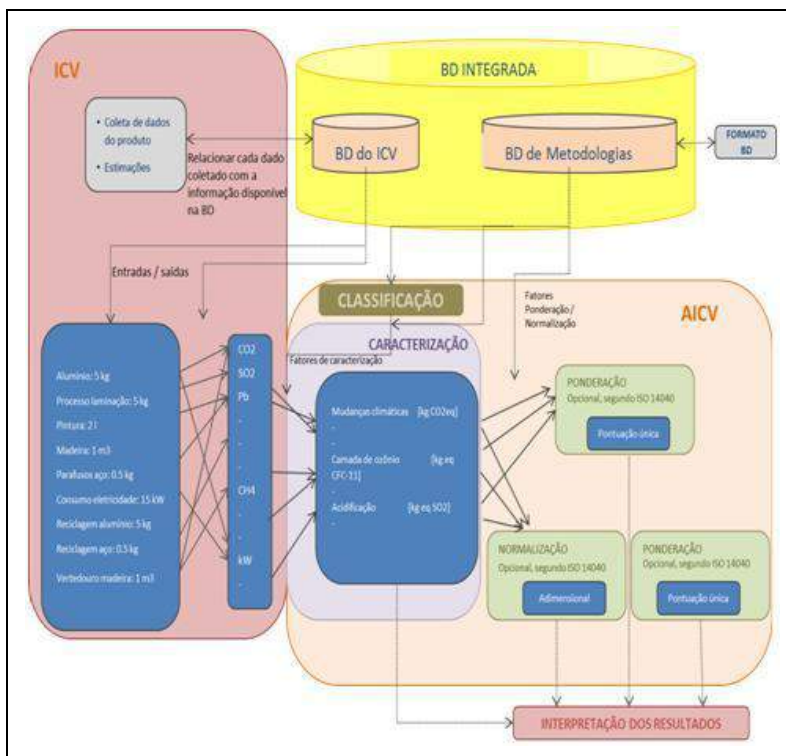 ICV
BD INTEGRADA
• Coleta de dados
do produto
• Estimações
Relacionar cada dado
coletado com a
informação disponível
na BD
BD do ICV
BD de Metodologias
FORMATO
BD
Entradas / saídas
CLASSIFICAÇÃO
Fatores
Ponderação /
Normalização
AICV
CARACTERIZAÇÃO
Fatores de caracterização
Alumínio: 5 kg
Processo laminação: 5 kg
Pintura: 2 l
Madeira: 1 m3
Parafusos aço: 0.5 kg
Consumo eletricidade: 15 kW
Reciclagem alumínio: 5 kg
Reciclagem aço: 0.5 kg
Vertedouro madeira: 1 m3
CO2
SO2
Pb
-
-
-
CH4
-
-
kW
-
Mudanças climáticas [kg CO2eq]
-
-
Camada de ozônio [kg eq
CFC-11]
-
Acidificação [kg eq SO2]
-
PONDERAÇÃO
Opcional, segundo ISO 14040
Pontuação única
NORMALIZAÇÃO
Opcional, segundo ISO 14040
Adimensional
PONDERAÇÃO
Opcional, segundo ISO 14040
Pontuação única
INTERPRETAÇÃO DOS RESULTADOS